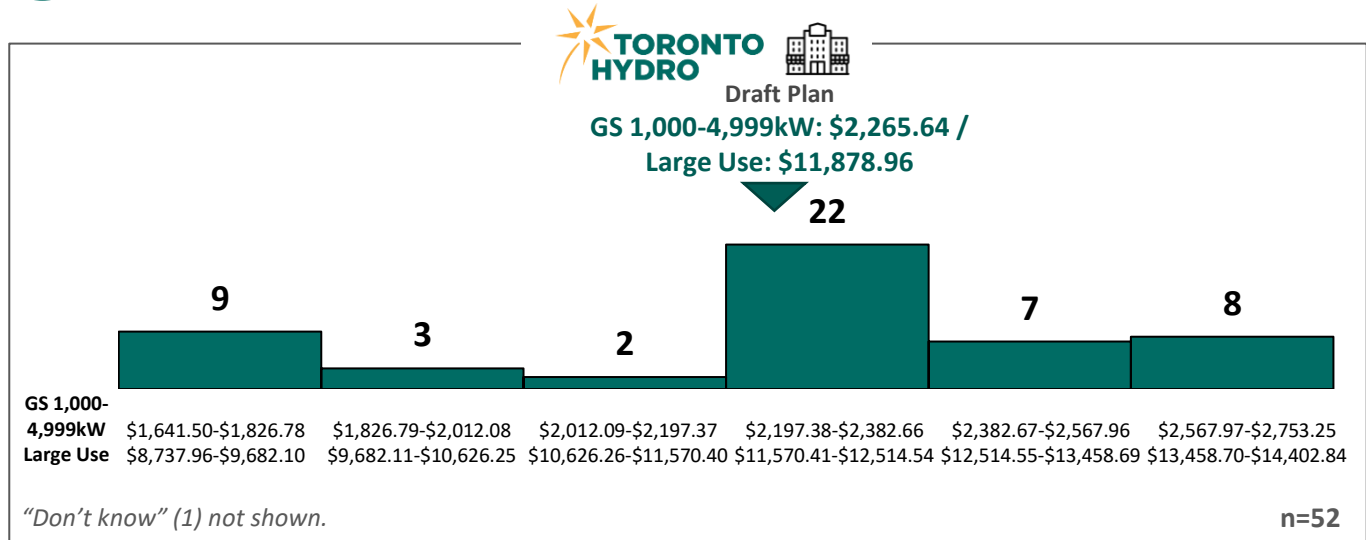 TORONTO
HYDRO
Draft Plan
GS 1,000-4,999kW: $2,265.64 /
Large Use: $11,878.96
22
9
3
2
7
8
GS 1,000-
4,999kW $1,641.50-$1,826.78 $1,826.79-$2,012.08 $2,012.09-$2,197.37 $2,197.38-$2,382.66 $2,382.67-$2,567.96 $2,567.97-$2,753.25
Large Use $8,737.96-$9,682.10 $9,682.11-$10,626.25 $10,626.26-$11,570.40 $11,570.41-$12,514.54 $12,514.55-$13,458.69 $13,458.70-$14,402.84
“Don’t know” (1) not shown. n=52